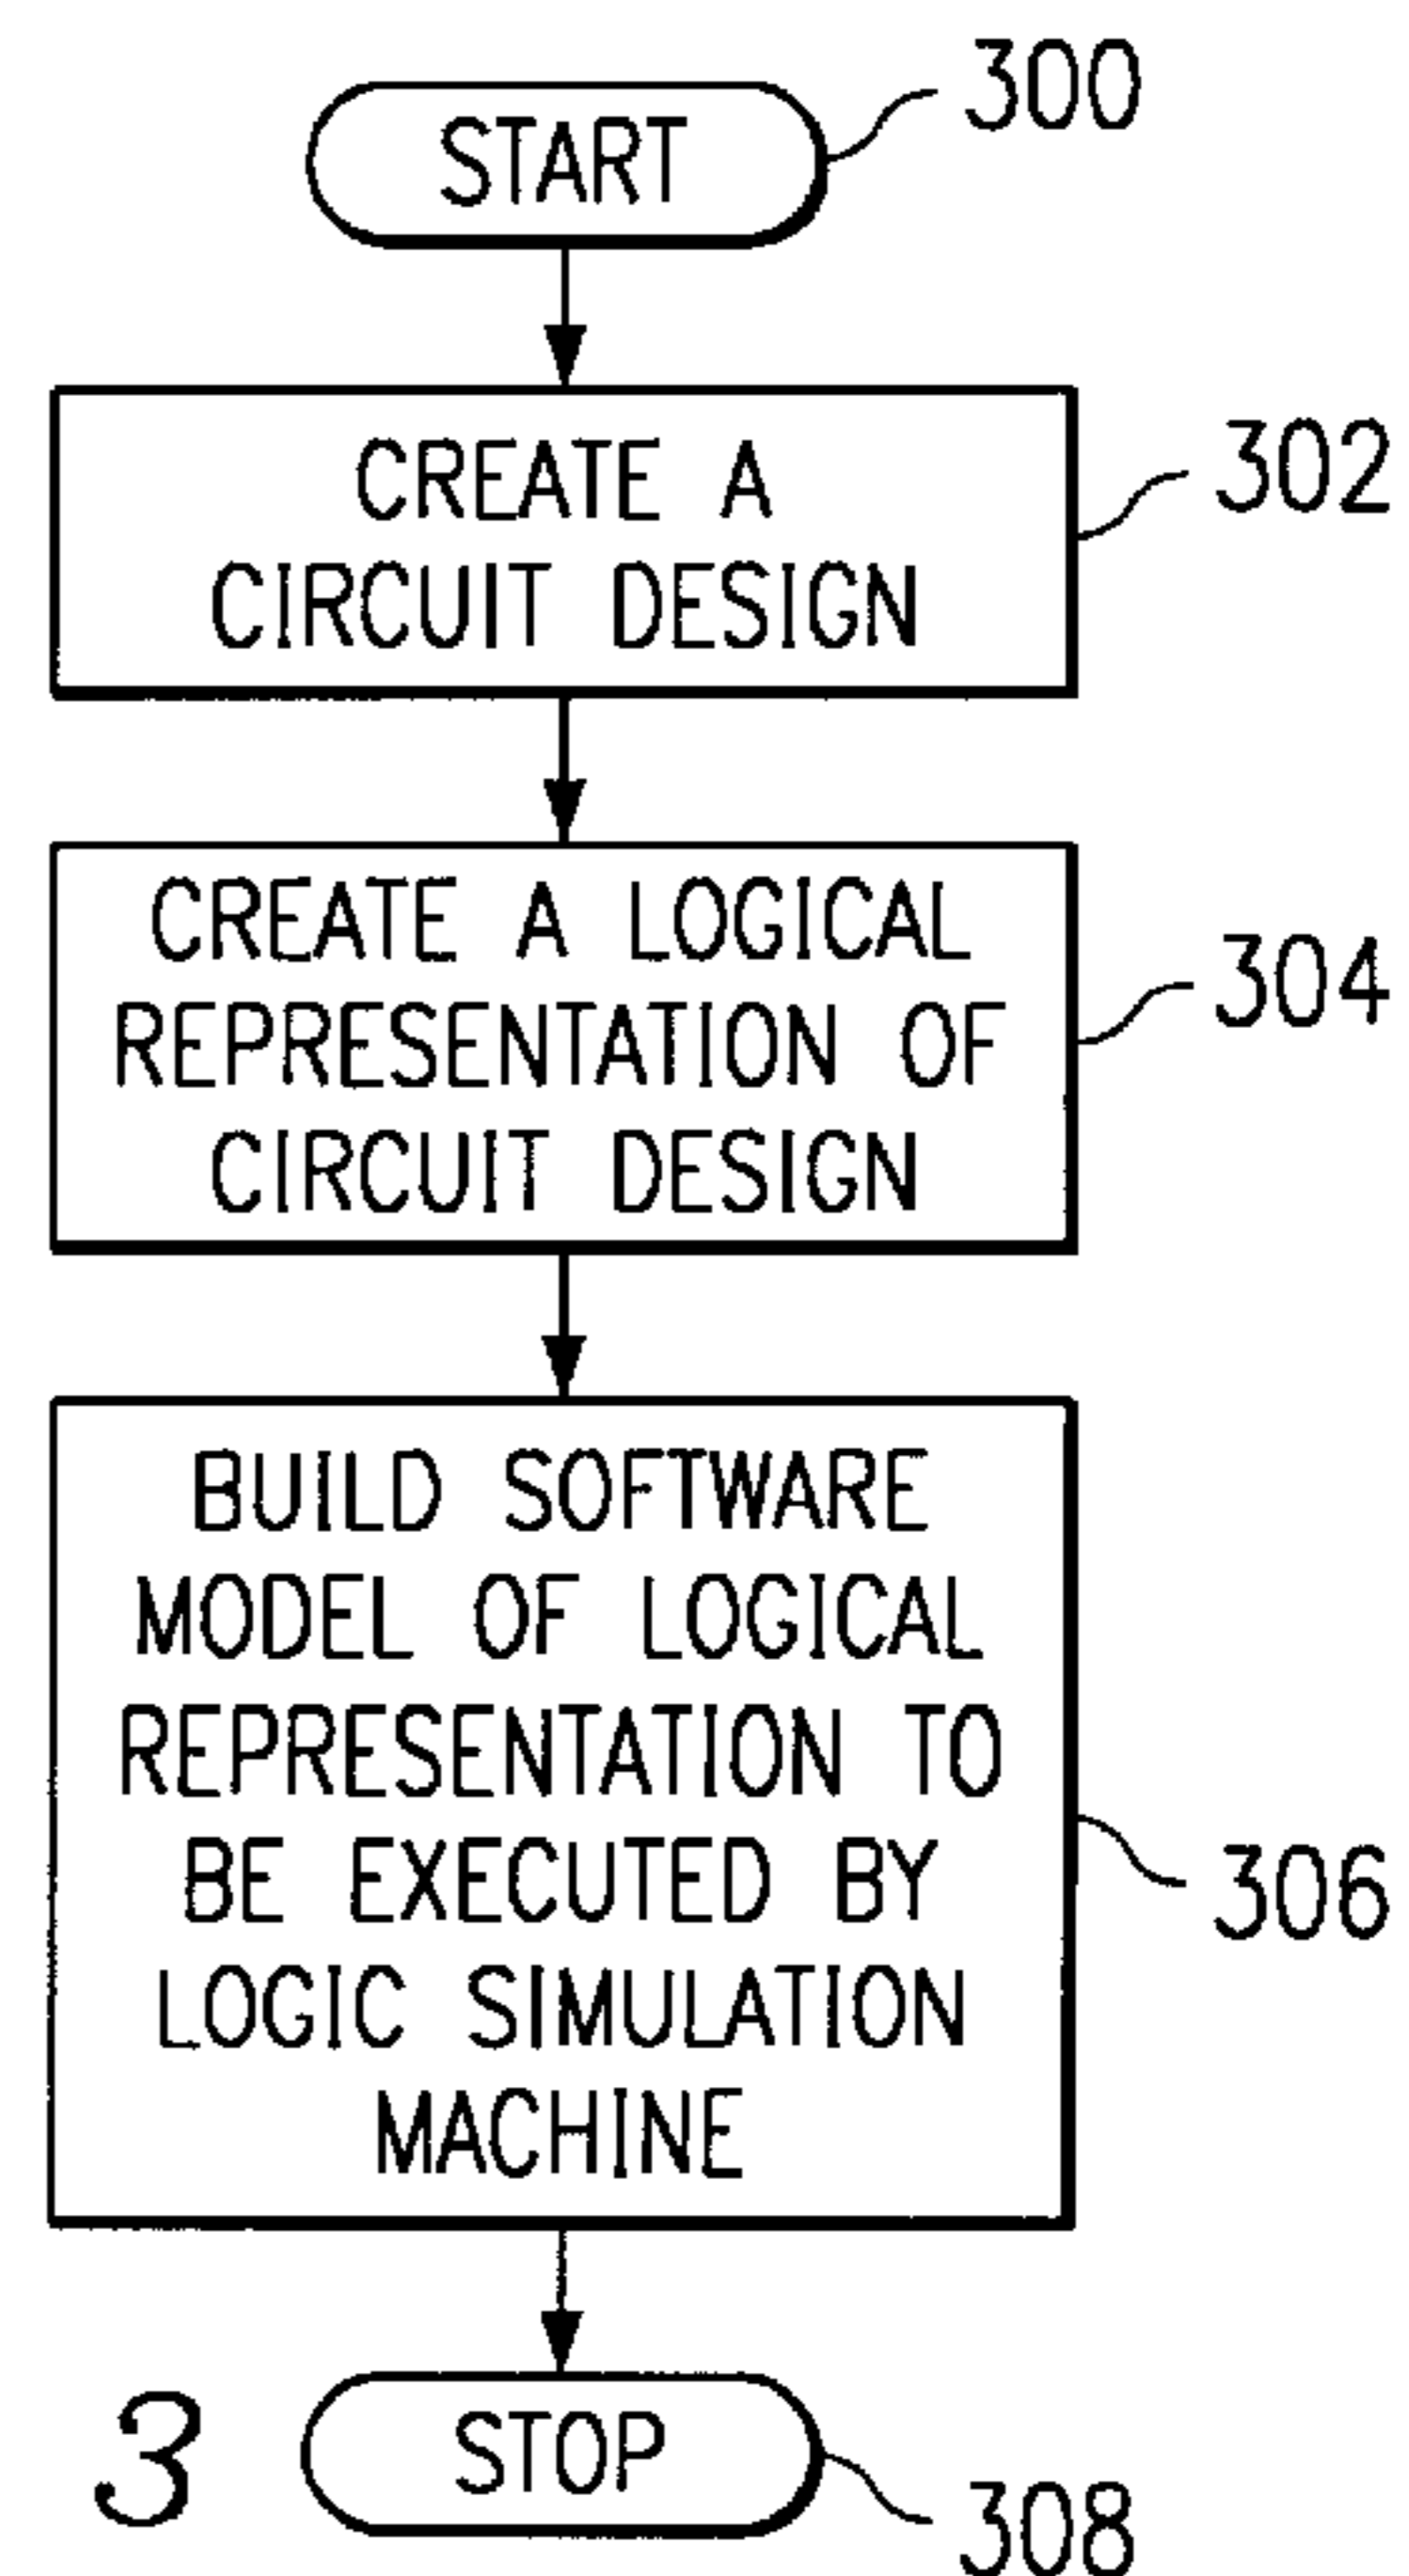 START
300
CREATE A
CIRCUIT DESIGN
302
CREATE A LOGICAL
REPRESENTATION OF
CIRCUIT DESIGN
304
BUILD SOFTWARE
MODEL OF LOGICAL
REPRESENTATION TO
BE EXECUTED BY
LOGIC SIMULATION
MACHINE
306
3
STOP
308